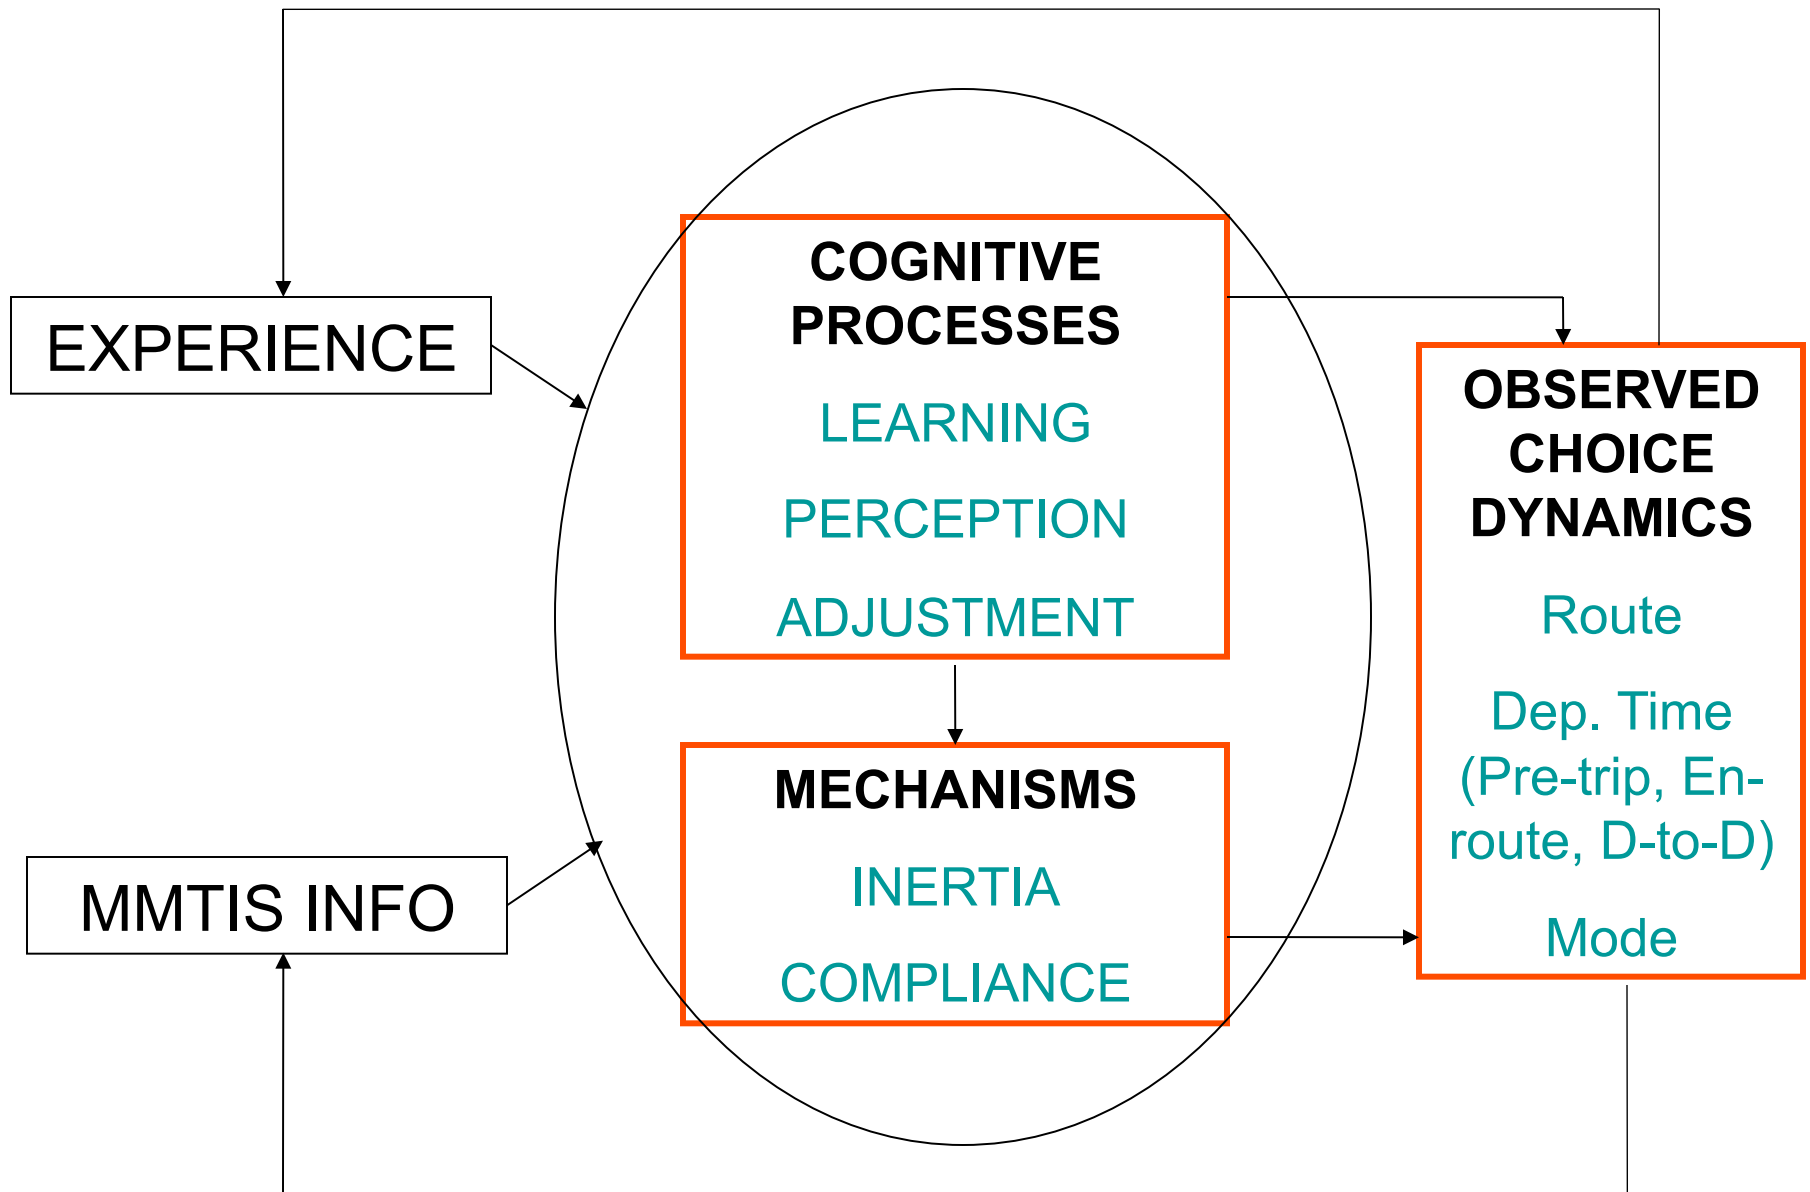 EXPERIENCE
MMTIS INFO
COGNITIVE
PROCESSES
LEARNING
PERCEPTION
ADJUSTMENT
MECHANISMS
INERTIA
COMPLIANCE
OBSERVED
CHOICE
DYNAMICS
Route
Dep. Time
(Pre-trip, En-
route, D-to-D)
Mode